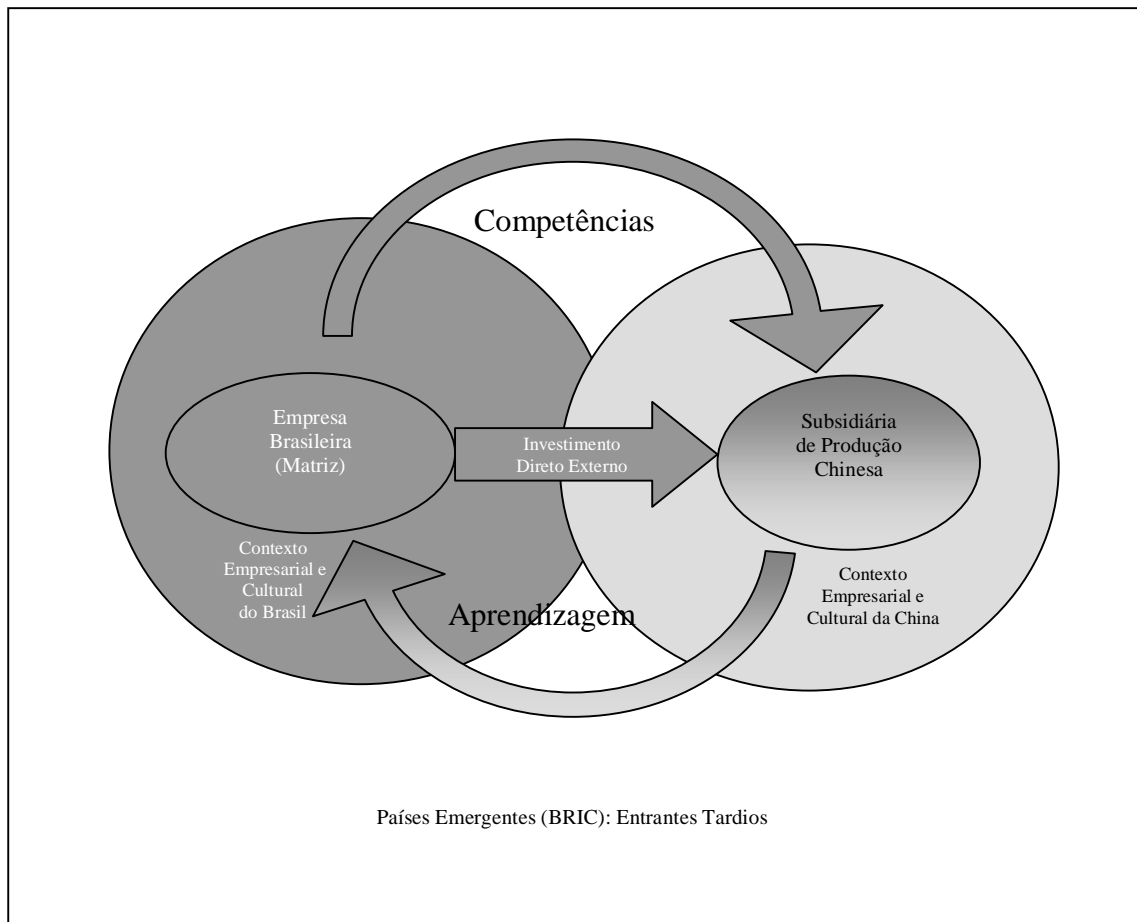 Competências
Empresa
Brasileira
(Matriz)
Investimento
Direto Externo
Subsidiária
de Produção
Chinesa
Contexto
Empresarial e
Cultural
do Brasil
Aprendizagem
Contexto
Empresarial e
Cultural da China
Países Emergentes (BRIC): Entrantes Tardios